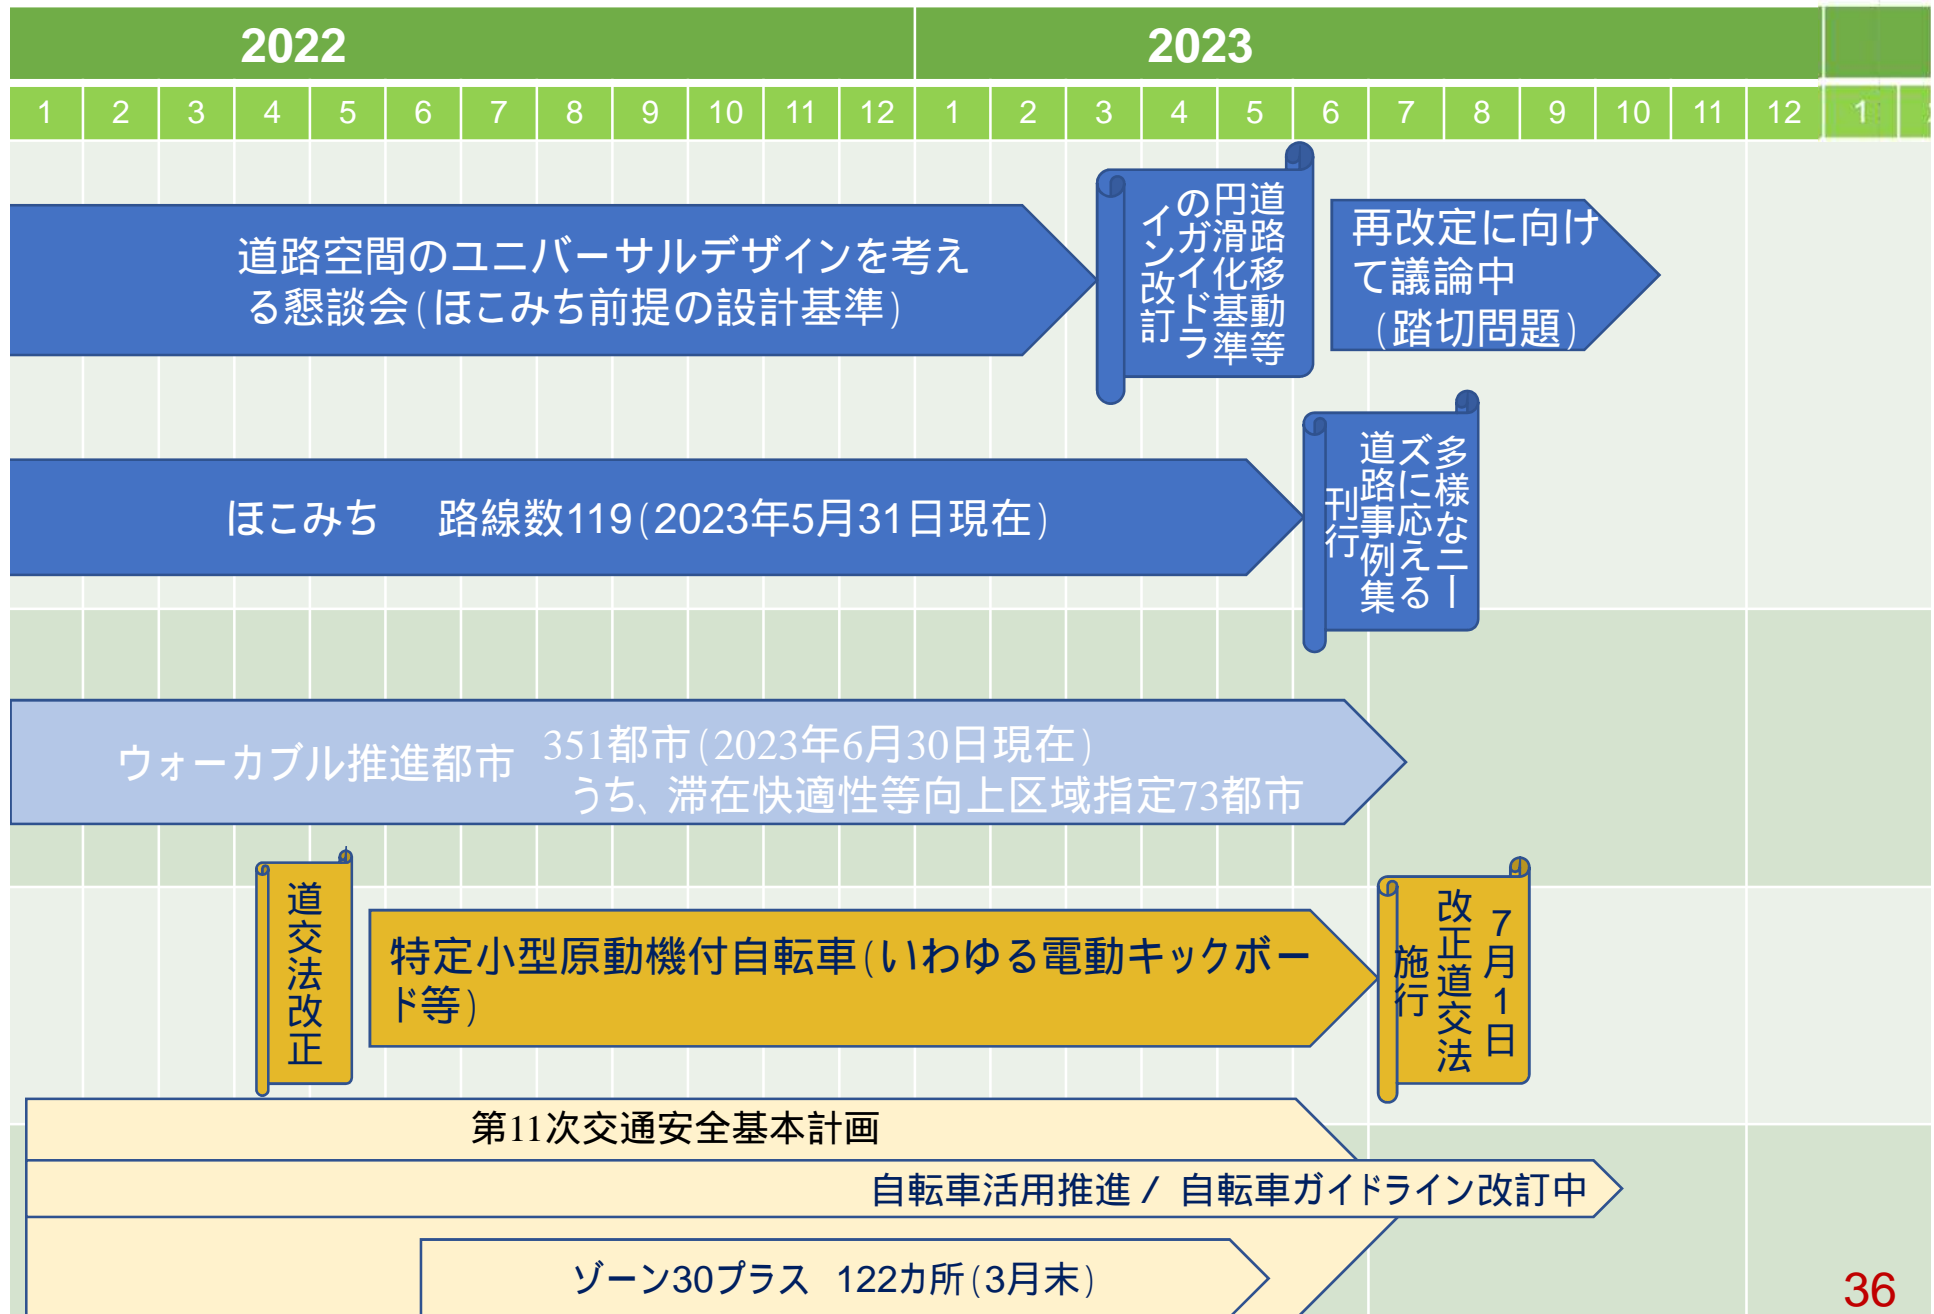 2022 2023
1 2 3 4 5 6 7 8 9 10 11 12 1 2 3 4 5 6 7 8 9 10 11 12 1
道路空間のユニバーサルデザインを考え
る懇談会（ほこみち前提の設計基準）
道路移動等
円滑化基準
のガイドラ
イン改訂
再改定に向け
て議論中
（踏切問題）
ほこみち　路線数119（2023年5月31日現在）
多様なニー
ズに応える
道路事例集
刊行
ウォーカブル推進都市
351都市（2023年6月30日現在）
うち、滞在快適性等向上区域指定73都市
道交法改正
特定小型原動機付自転車（いわゆる電動キックボー
ド等）
7月1日
改正道交法
施行
第11次交通安全基本計画
自転車活用推進 / 自転車ガイドライン改訂中
ゾーン30プラス　122カ所（3月末）
36